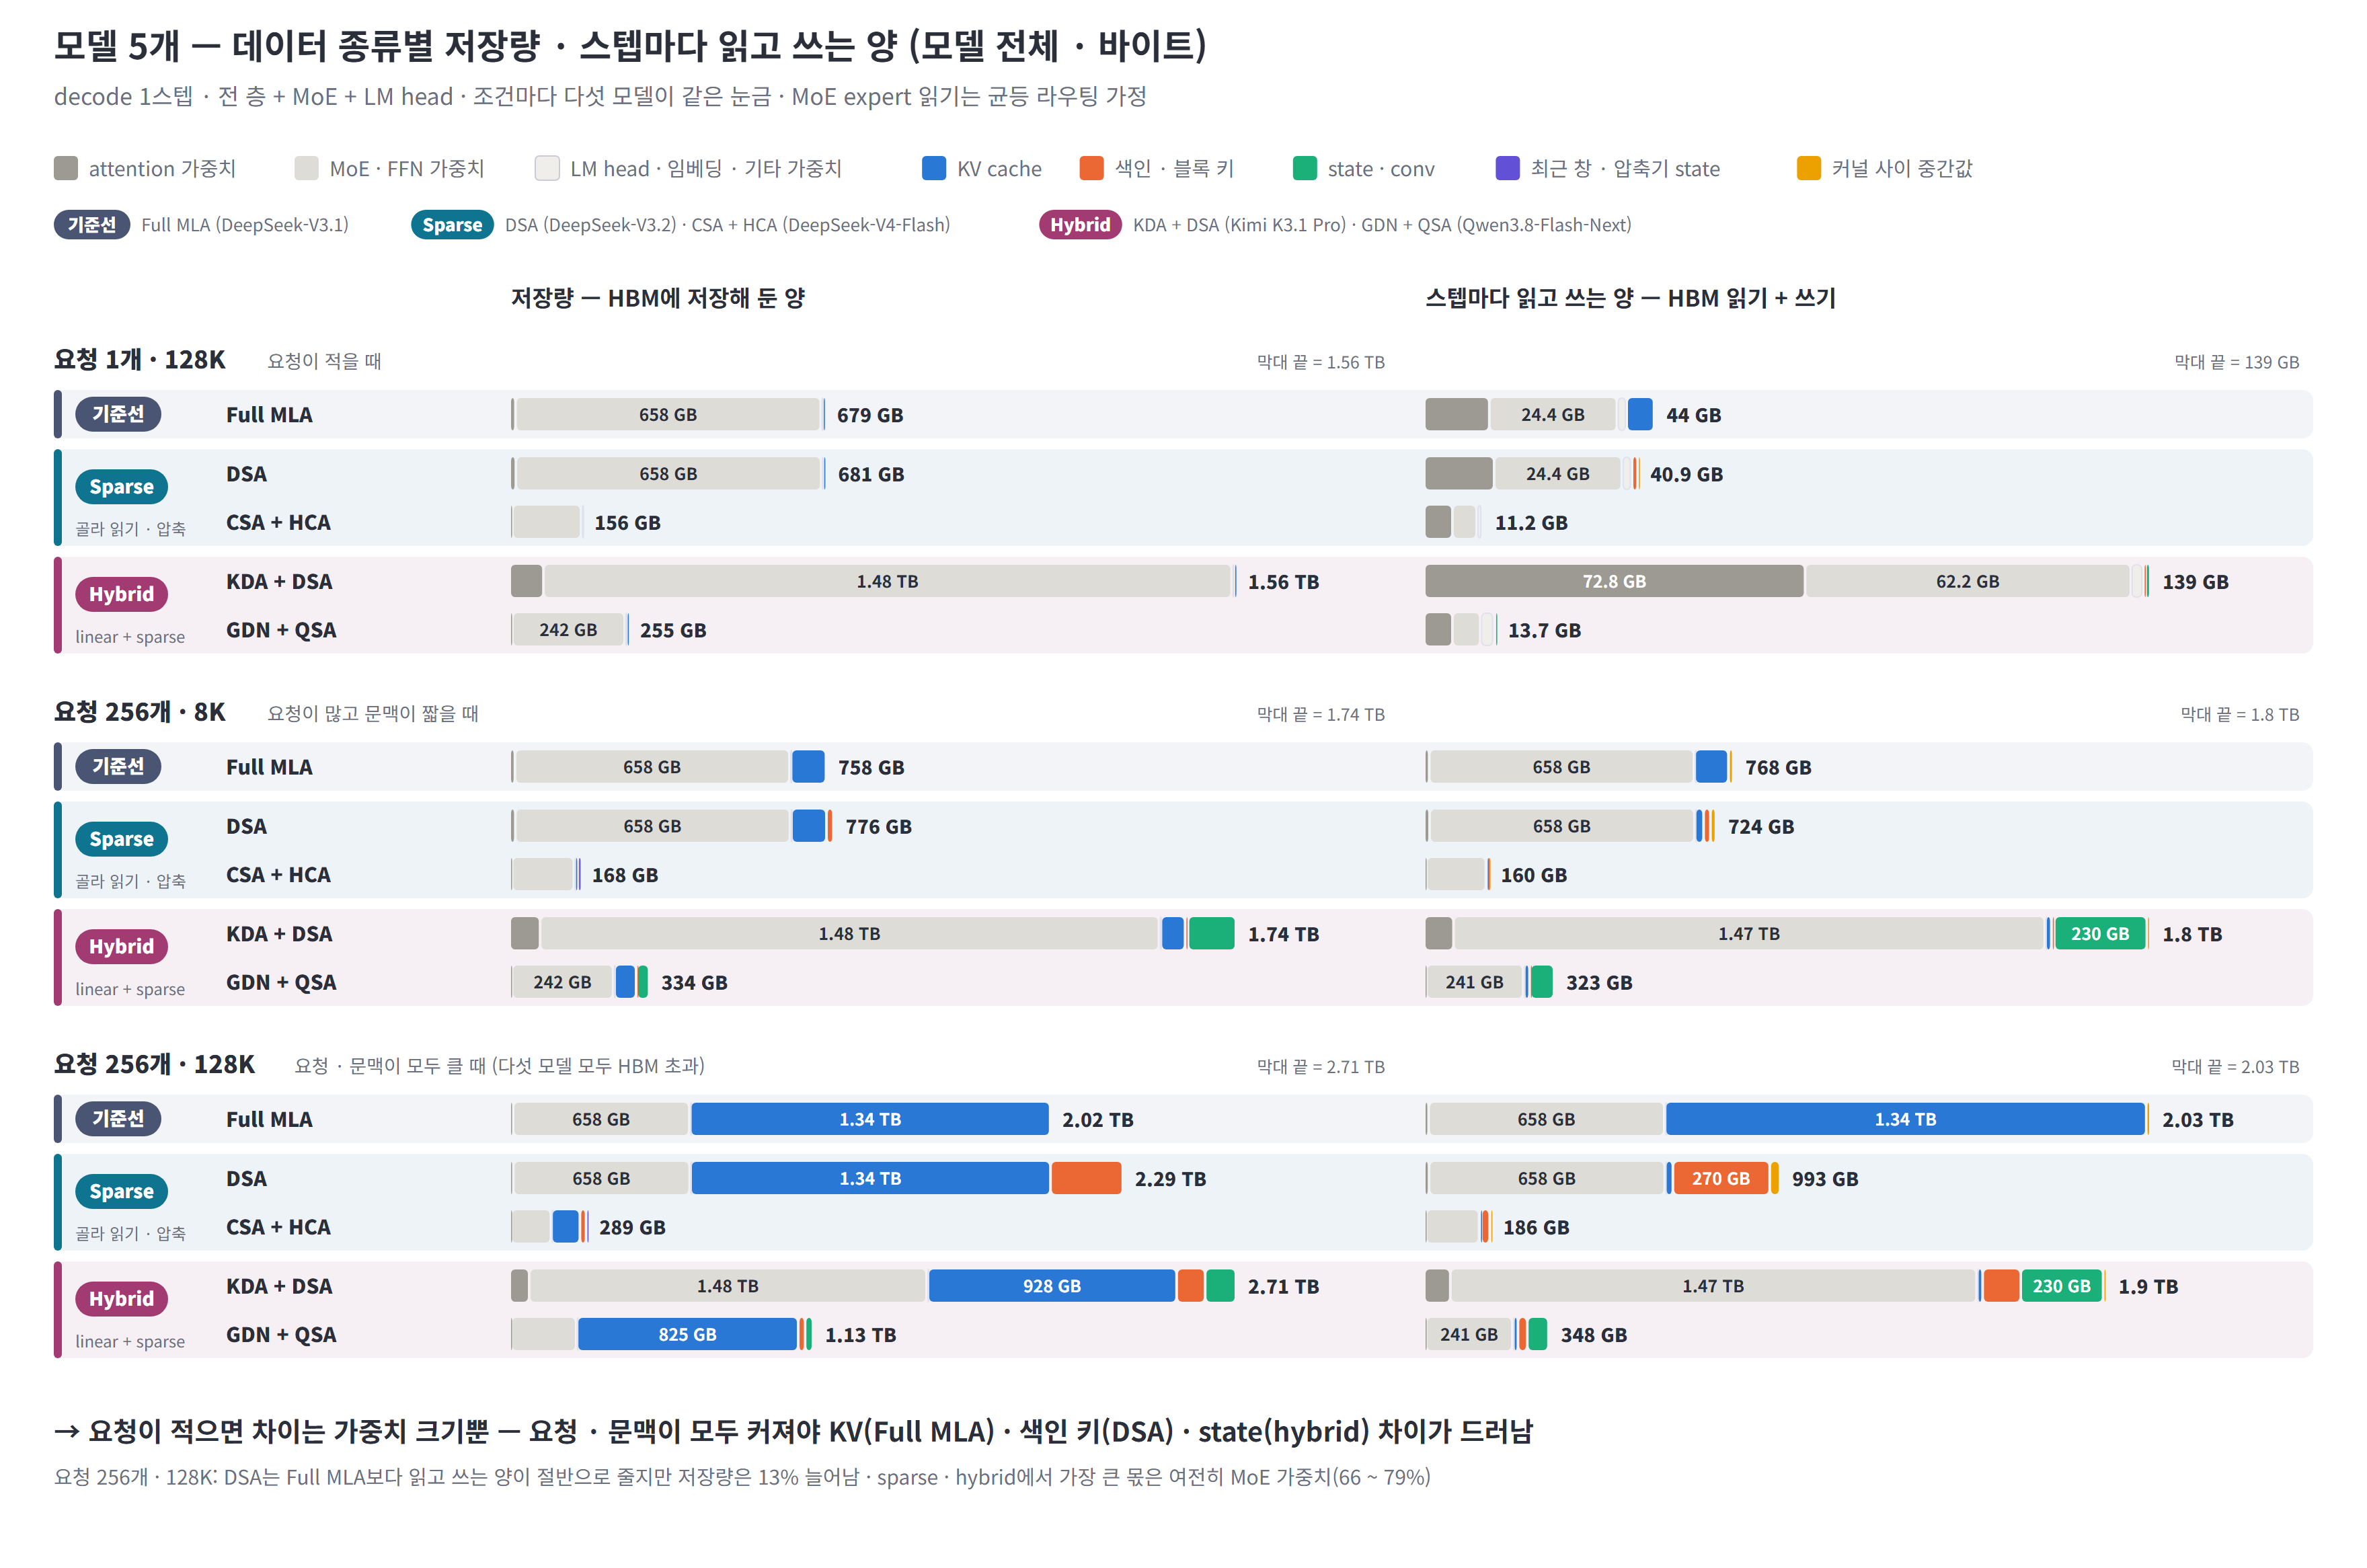 모델 5개 — 데이터 종류별 저장량 · 스텝마다 읽고 쓰는 양 (모델 전체 · 바이트)
decode 1스텝 · 전 층 + MoE + LM head · 조건마다 다섯 모델이 같은 눈금 · MoE expert 읽기는 균등 라우팅 가정
attention 가중치 MoE · FFN 가중치 LM head · 임베딩 · 기타 가중치 KV cache 색인 · 블록 키 state · conv 최근 창 · 압축기 state 커널 사이 중간값
기준선 Full MLA (DeepSeek-V3.1) Sparse DSA (DeepSeek-V3.2) · CSA + HCA (DeepSeek-V4-Flash) Hybrid KDA + DSA (Kimi K3.1 Pro) · GDN + QSA (Qwen3.8-Flash-Next)
저장량 — HBM에 저장해 둔 양 스텝마다 읽고 쓰는 양 — HBM 읽기 + 쓰기
요청 1개 · 128K 요청이 적을 때 막대 끝 = 1.56 TB 막대 끝 = 139 GB
기준선 Full MLA 658 GB 679 GB 24.4 GB 44 GB
Sparse DSA 658 GB 681 GB 24.4 GB 40.9 GB
골라 읽기 · 압축 CSA + HCA 156 GB 11.2 GB
Hybrid KDA + DSA 1.48 TB 1.56 TB 72.8 GB 62.2 GB 139 GB
linear + sparse GDN + QSA 242 GB 255 GB 13.7 GB
요청 256개 · 8K 요청이 많고 문맥이 짧을 때 막대 끝 = 1.74 TB 막대 끝 = 1.8 TB
기준선 Full MLA 658 GB 758 GB 658 GB 768 GB
Sparse DSA 658 GB 776 GB 658 GB 724 GB
골라 읽기 · 압축 CSA + HCA 168 GB 160 GB
Hybrid KDA + DSA 1.48 TB 1.74 TB 1.47 TB 230 GB 1.8 TB
linear + sparse GDN + QSA 242 GB 334 GB 241 GB 323 GB
요청 256개 · 128K 요청 · 문맥이 모두 클 때 (다섯 모델 모두 HBM 초과) 막대 끝 = 2.71 TB 막대 끝 = 2.03 TB
기준선 Full MLA 658 GB 1.34 TB 2.02 TB 658 GB 1.34 TB 2.03 TB
Sparse DSA 658 GB 1.34 TB 2.29 TB 658 GB 270 GB 993 GB
골라 읽기 · 압축 CSA + HCA 289 GB 186 GB
Hybrid KDA + DSA 1.48 TB 928 GB 2.71 TB 1.47 TB 230 GB 1.9 TB
linear + sparse GDN + QSA 825 GB 1.13 TB 241 GB 348 GB
→ 요청이 적으면 차이는 가중치 크기뿐 — 요청 · 문맥이 모두 커져야 KV(Full MLA) · 색인 키(DSA) · state(hybrid) 차이가 드러남
요청 256개 · 128K: DSA는 Full MLA보다 읽고 쓰는 양이 절반으로 줄지만 저장량은 13% 늘어남 · sparse · hybrid에서 가장 큰 몫은 여전히 MoE 가중치(66 ~ 79%)